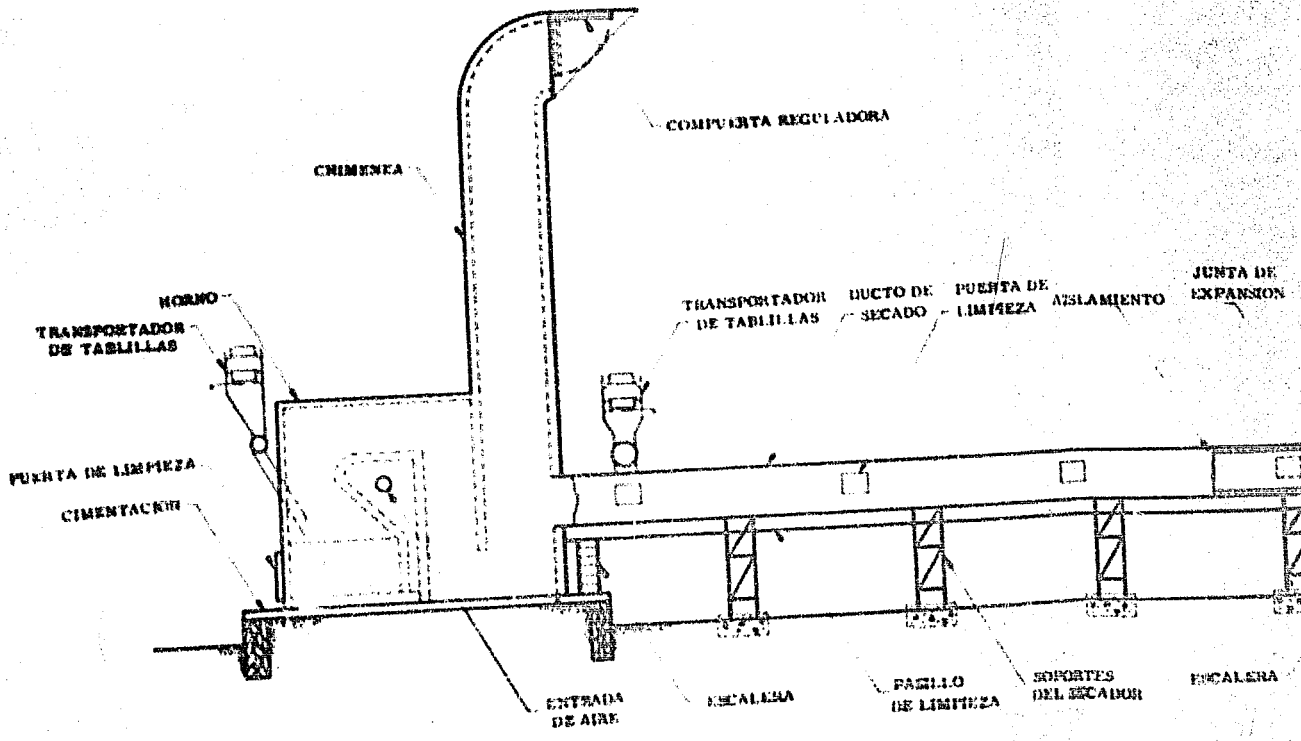 COMPUERTA REGULADORA
CHIMENEA
HORNO
TRANSPORTADOR
DE TABLILLAS
PUERTA DE LIMPIEZA
CIMENTACION
TRANSPORTADOR
DE TABLILLAS
DUCTO DE
SECADO
PUERTA DE
LIMPIEZA
AISLAMIENTO
JUNTA DE
EXPANSION
ENTRADA
DE AIRE
ESCALERA
PASILLO
DE LIMPIEZA
SOPORTES
DEL SECADOR
ESCALERA